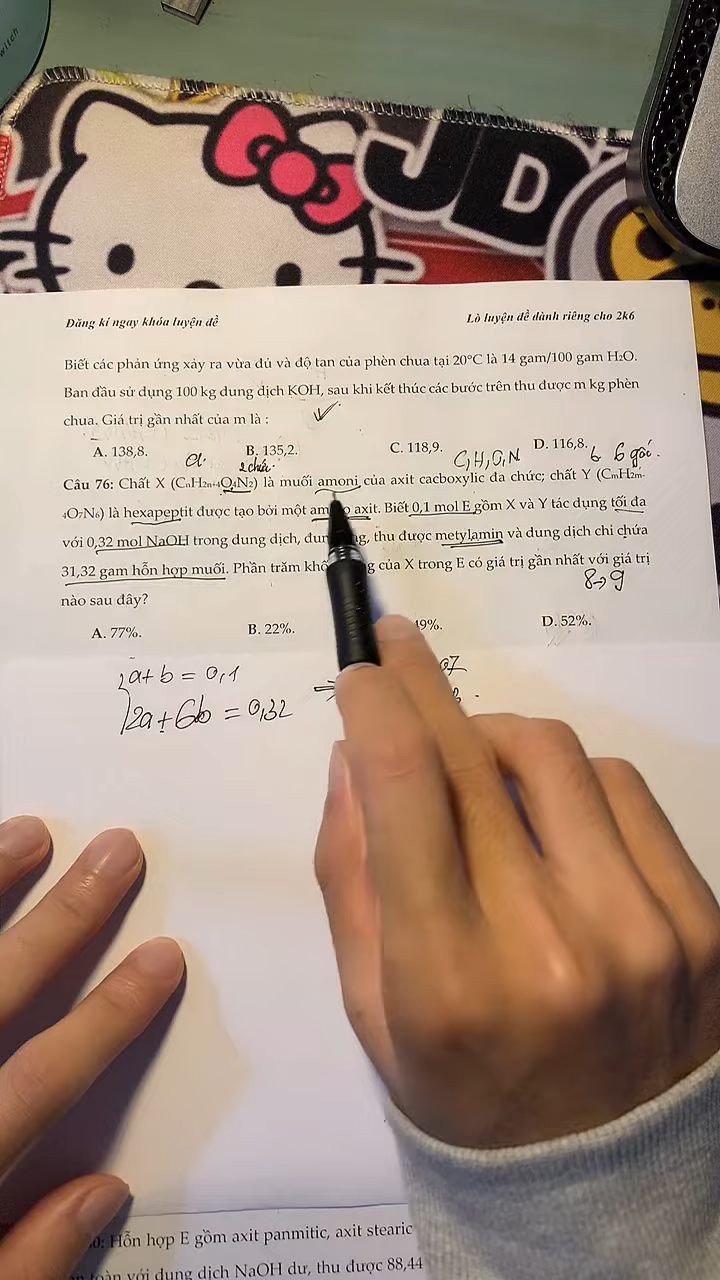 witch
JD
Đăng kí ngay khóa luyện đề
Lò luyện đề dành riêng cho 2k6
Biết các phản ứng xảy ra vừa đủ và độ tan của phèn chua tại 20°C là 14 gam/100 gam H₂O.
Ban đầu sử dụng 100 kg dung dịch KOH, sau khi kết thúc các bước trên thu được m kg phèn
chua. Giá trị gần nhất của m là :
A. 138,8. B. 135,2. C. 118,9. D. 116,8.
a. 2 chức. C, H, O, N 6 gốc.
Câu 76: Chất X (CₙH₂ₙ₊₄O₄N₂) là muối amoni của axit cacboxylic đa chức; chất Y (CₘH₂ₘ₋
₄O₇N₆) là hexapeptit được tạo bởi một axit. Biết 0,1 mol E gồm X và Y tác dụng tối đa
với 0,32 mol NaOH trong dung dịch, thu được metylamin và dung dịch chỉ chứa
31,32 gam hỗn hợp muối. Phần trăm của X trong E có giá trị gần nhất với giá trị
8→9
nào sau đây?
A. 77%. B. 22%. 49%. D. 52%.
a+b = 0,1
2a+6b = 0,32
Hỗn hợp E gồm axit panmitic, axit stearic
toàn với dung dịch NaOH dư, thu được 88,44